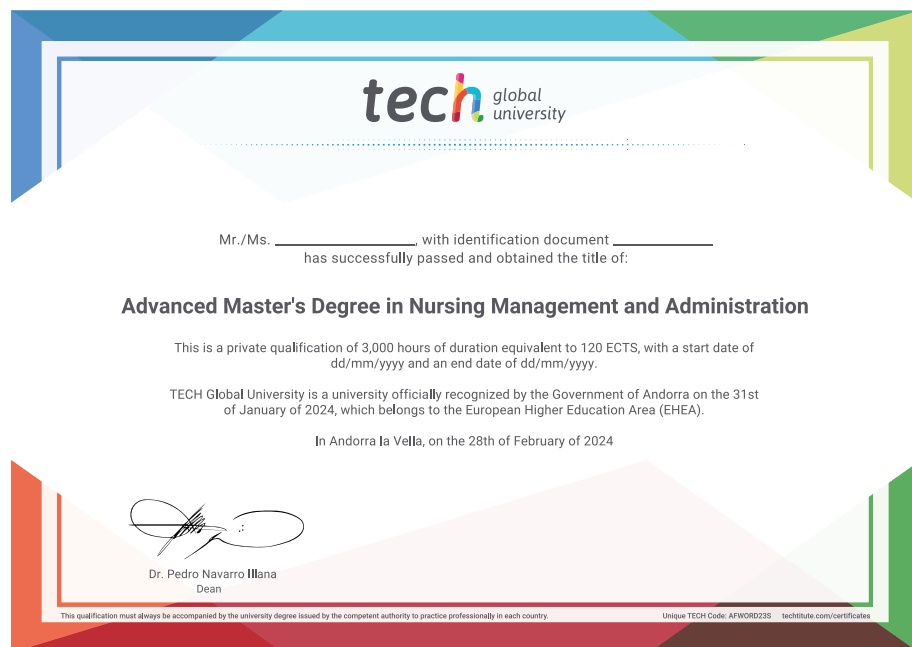 tech global
university
Mr./Ms. ____________________, with identification document ______________
has successfully passed and obtained the title of:
Advanced Master's Degree in Nursing Management and Administration
This is a private qualification of 3,000 hours of duration equivalent to 120 ECTS, with a start date of
dd/mm/yyyy and an end date of dd/mm/yyyy.
TECH Global University is a university officially recognized by the Government of Andorra on the 31st
of January of 2024, which belongs to the European Higher Education Area (EHEA).
In Andorra la Vella, on the 28th of February of 2024
Dr. Pedro Navarro Illana
Dean
This qualification must always be accompanied by the university degree issued by the competent authority to practice professionally in each country. Unique TECH Code: AFWORD23S techtitute.com/certificates